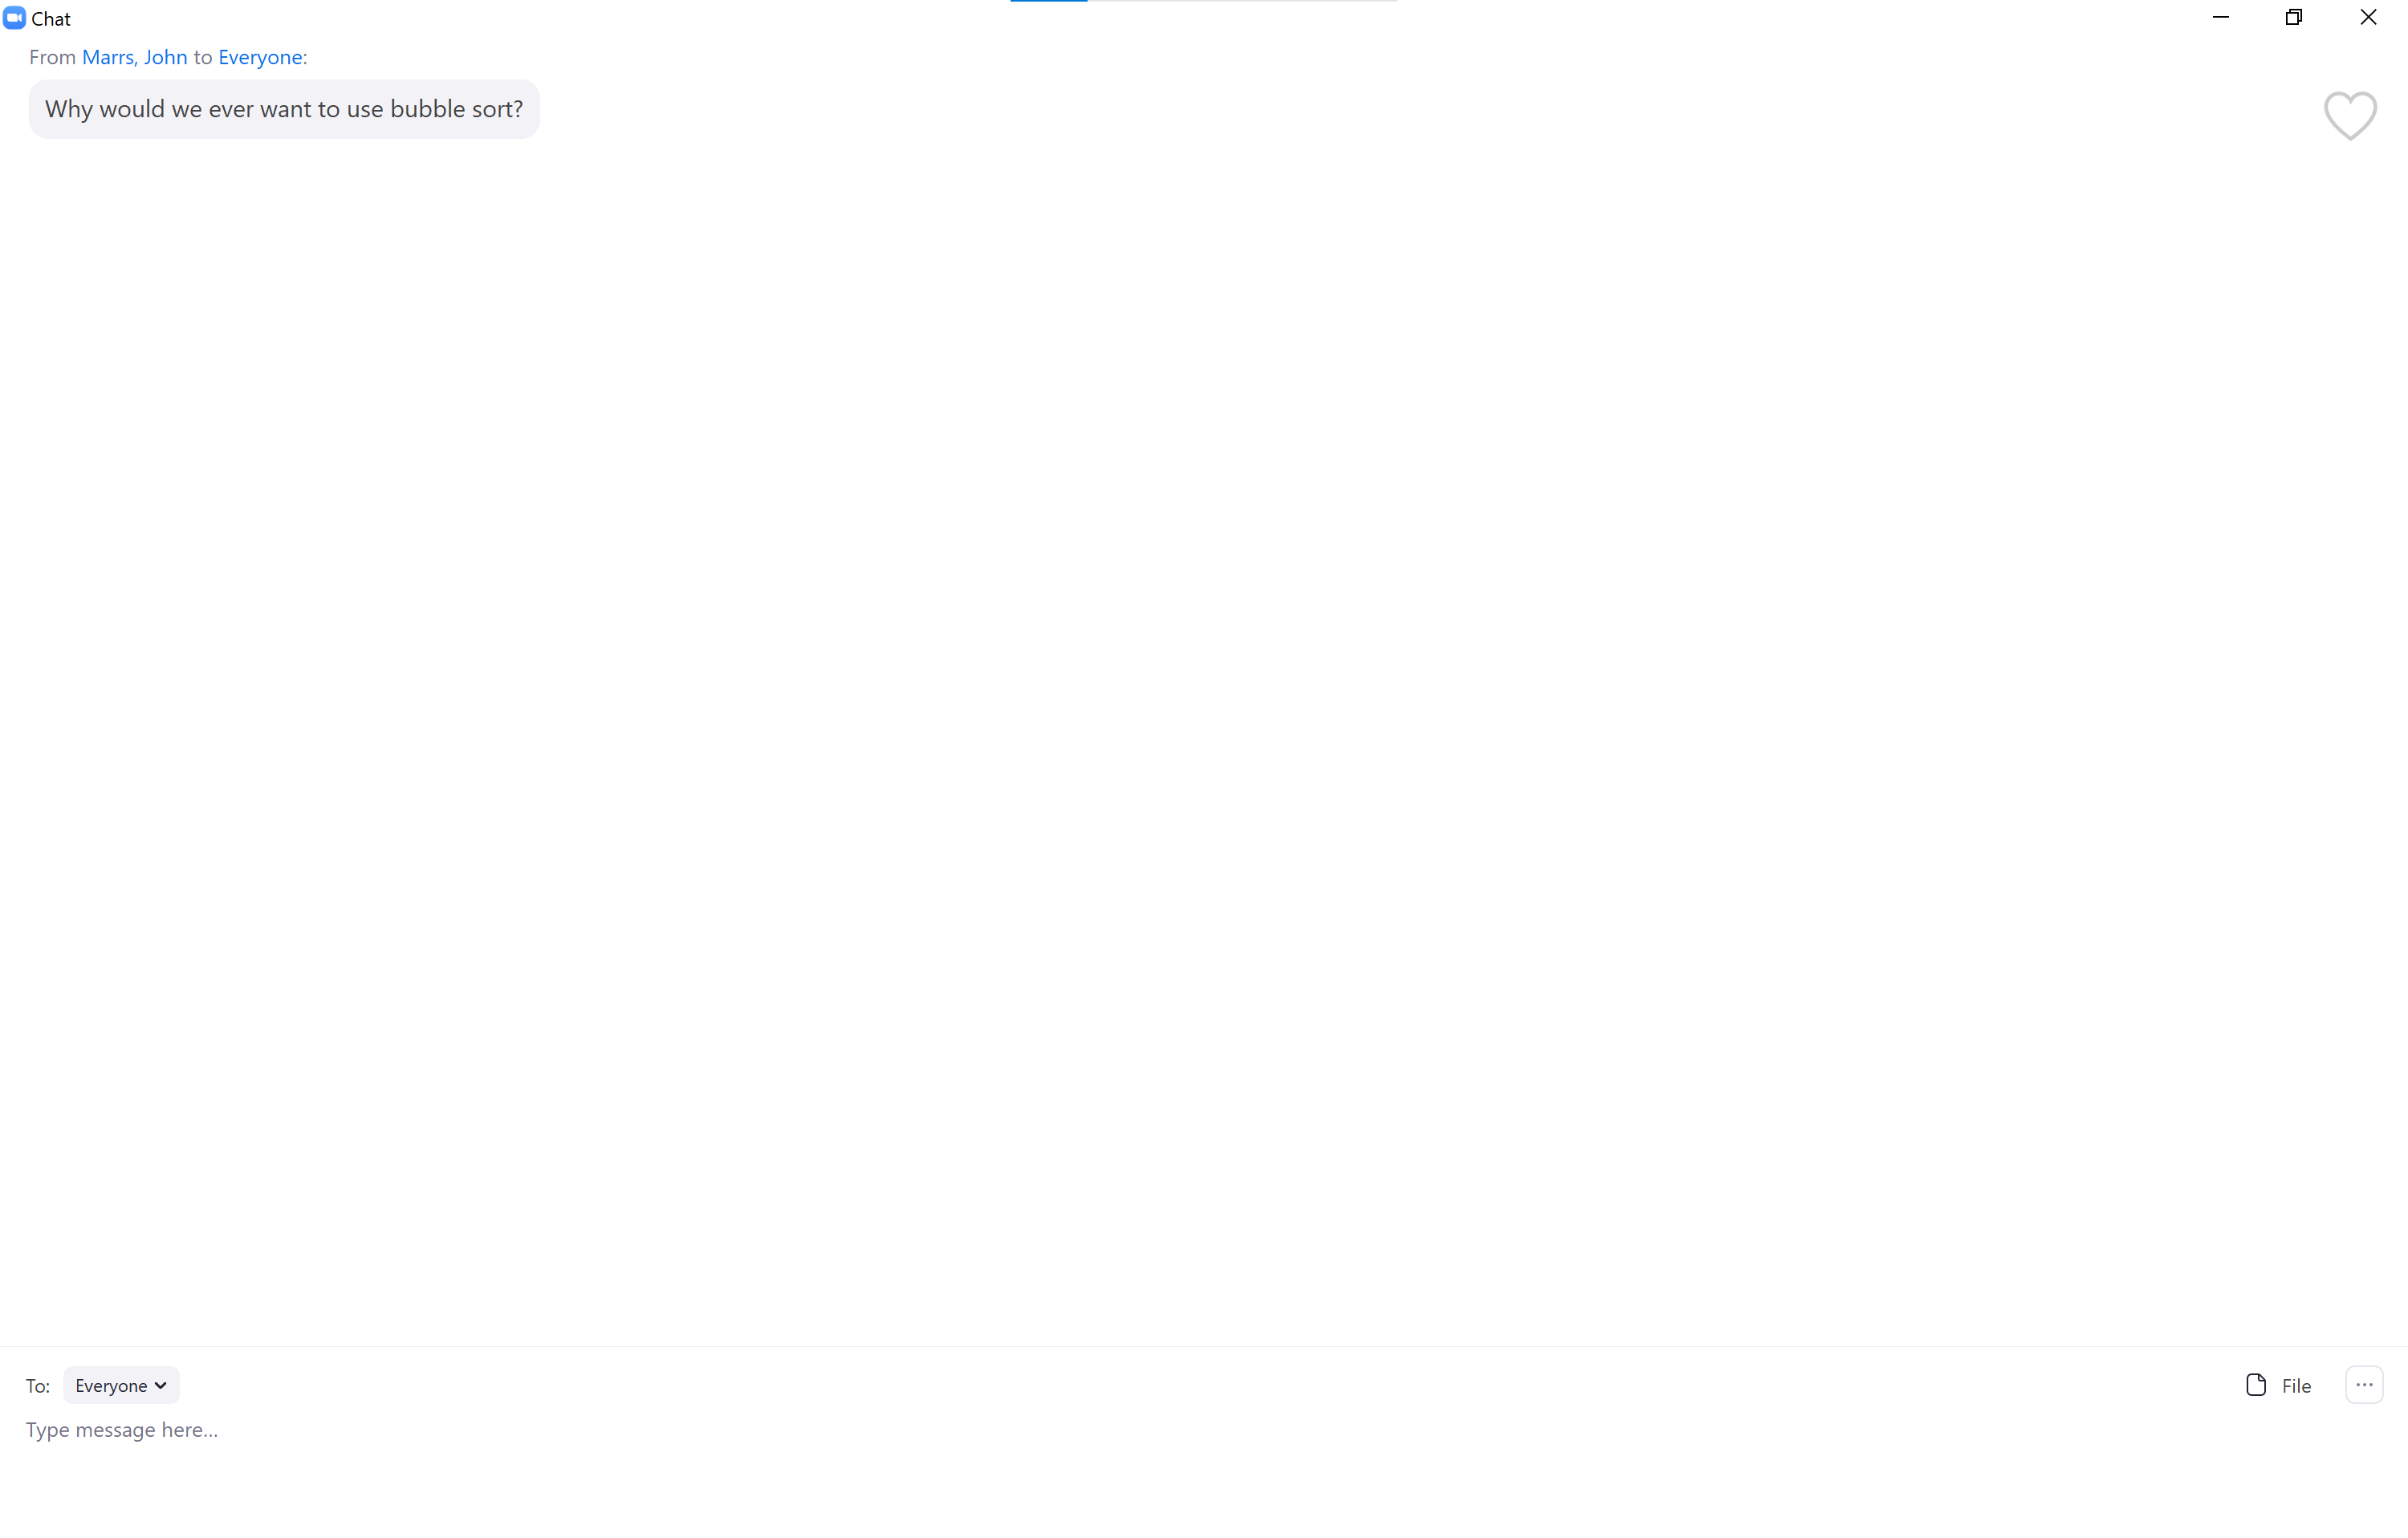 Chat
From Marrs, John to Everyone:
Why would we ever want to use bubble sort?
To: Everyone
File
Type message here...